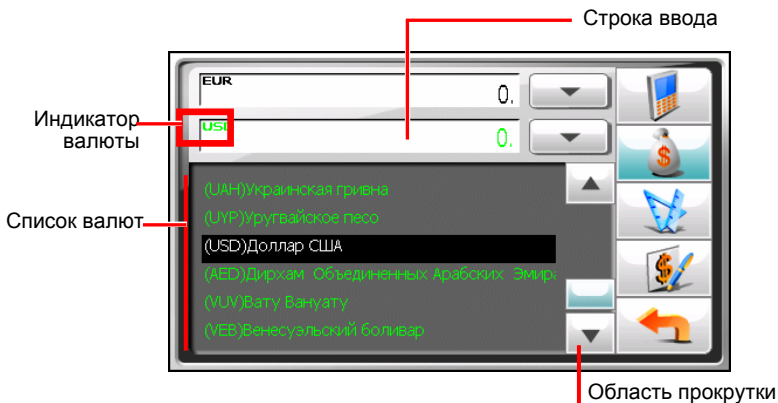 Строка ввода
EUR
0.
Индикатор
валюты
USD
0.
$
(UAH)Украинская гривна
Список валют
(UYP)Уругвайское песо
(USD)Доллар США
(AED)Дирхам Объединенных Арабских Эмира
$
(VUV)Вату Вануату
(VEB)Венесуэльский боливар
Область прокрутки